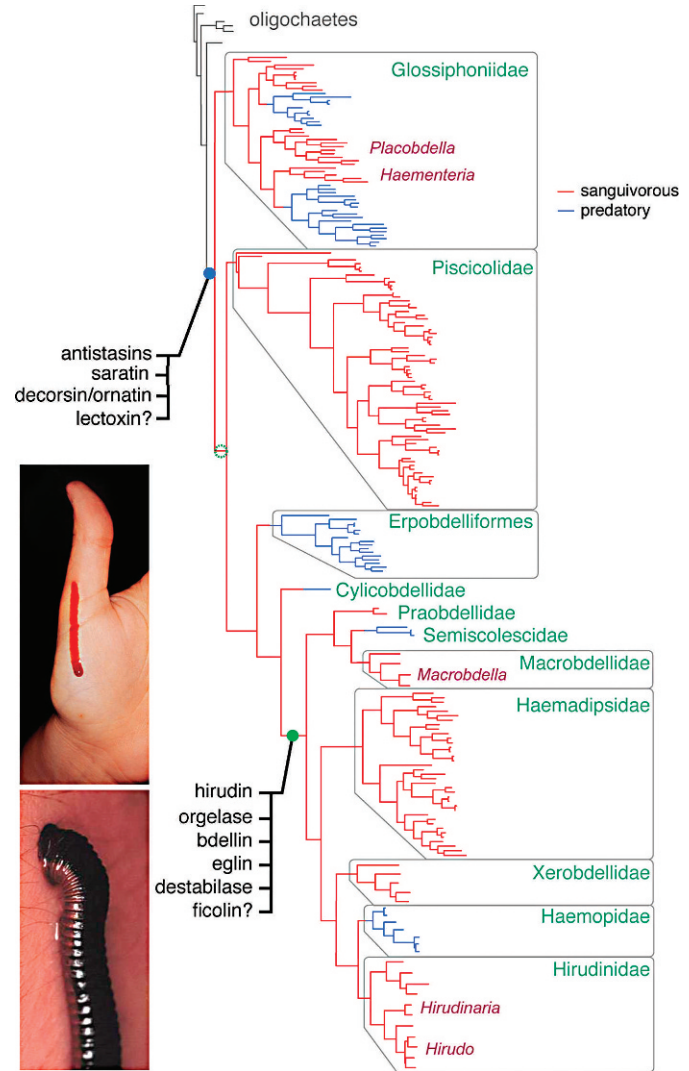 oligochaetes
Glossiphoniidae
Placobdella
Haementeria
sanguivorous
predatory
Piscicolidae
antistasins
saratin
decorsin/ornatin
lectoxin?
Erpobdelliformes
Cylicobdellidae
Praobdellidae
Semiscolescidae
Macrobdellidae
Macrobdella
Haemadipsidae
hirudin
orgelase
bdellin
eglin
destabilase
ficolin?
Xerobdellidae
Haemopidae
Hirudinidae
Hirudinaria
Hirudo